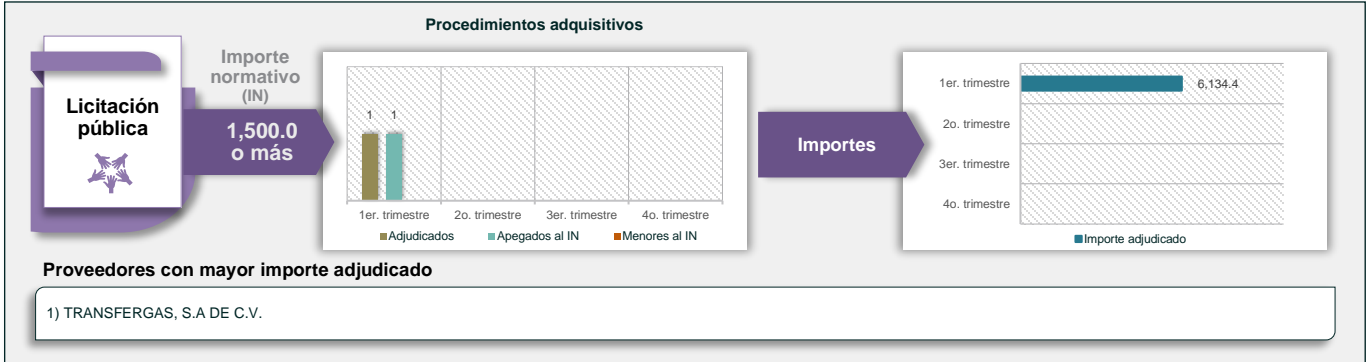 Procedimientos adquisitivos
Licitación
pública
Importe
normativo
(IN)
1,500.0
o más
1 1
1er. trimestre 2o. trimestre 3er. trimestre 4o. trimestre
Adjudicados Apegados al IN Menores al IN
Importes
1er. trimestre 6,134.4
2o. trimestre
3er. trimestre
4o. trimestre
Importe adjudicado
Proveedores con mayor importe adjudicado
1) TRANSFERGAS, S.A DE C.V.